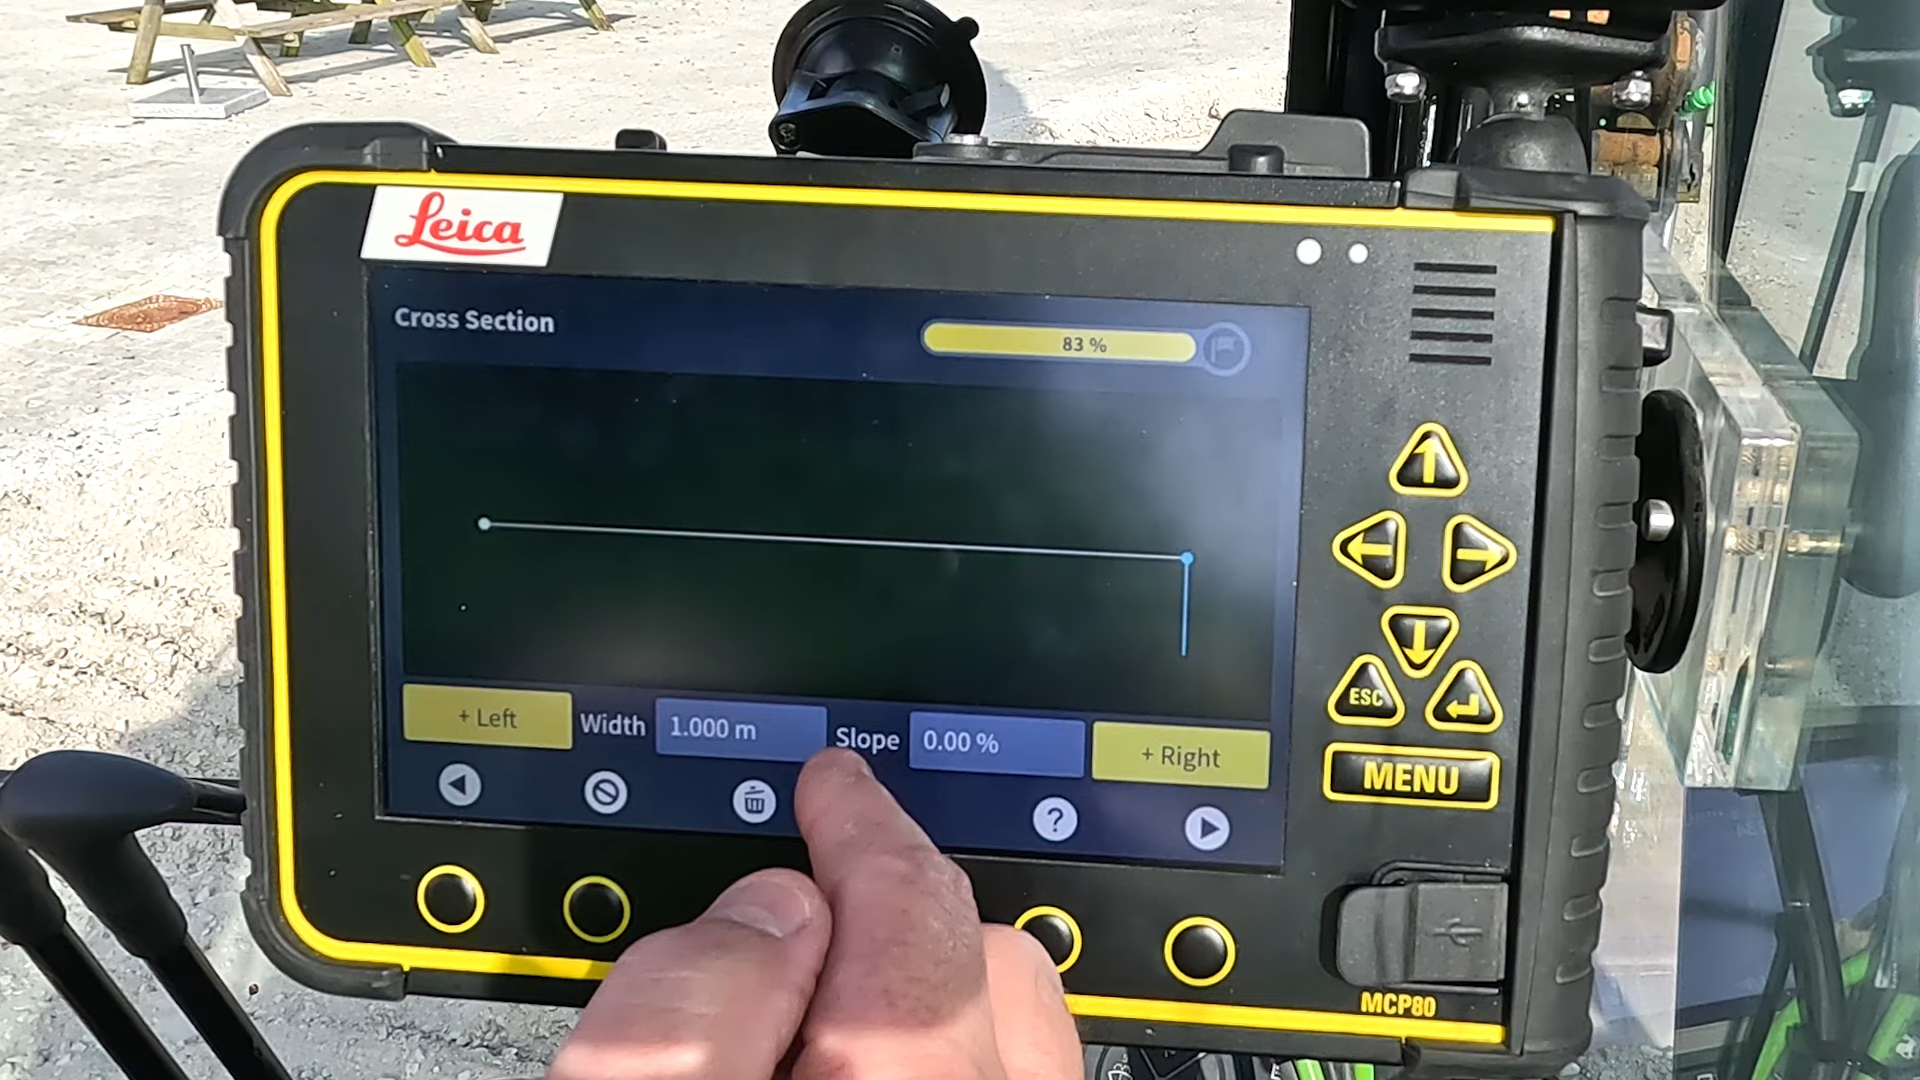 Leica
Cross Section
83 %
+ Left
Width
1.000 m
Slope
0.00 %
+ Right
?
ESC
MENU
MCP80